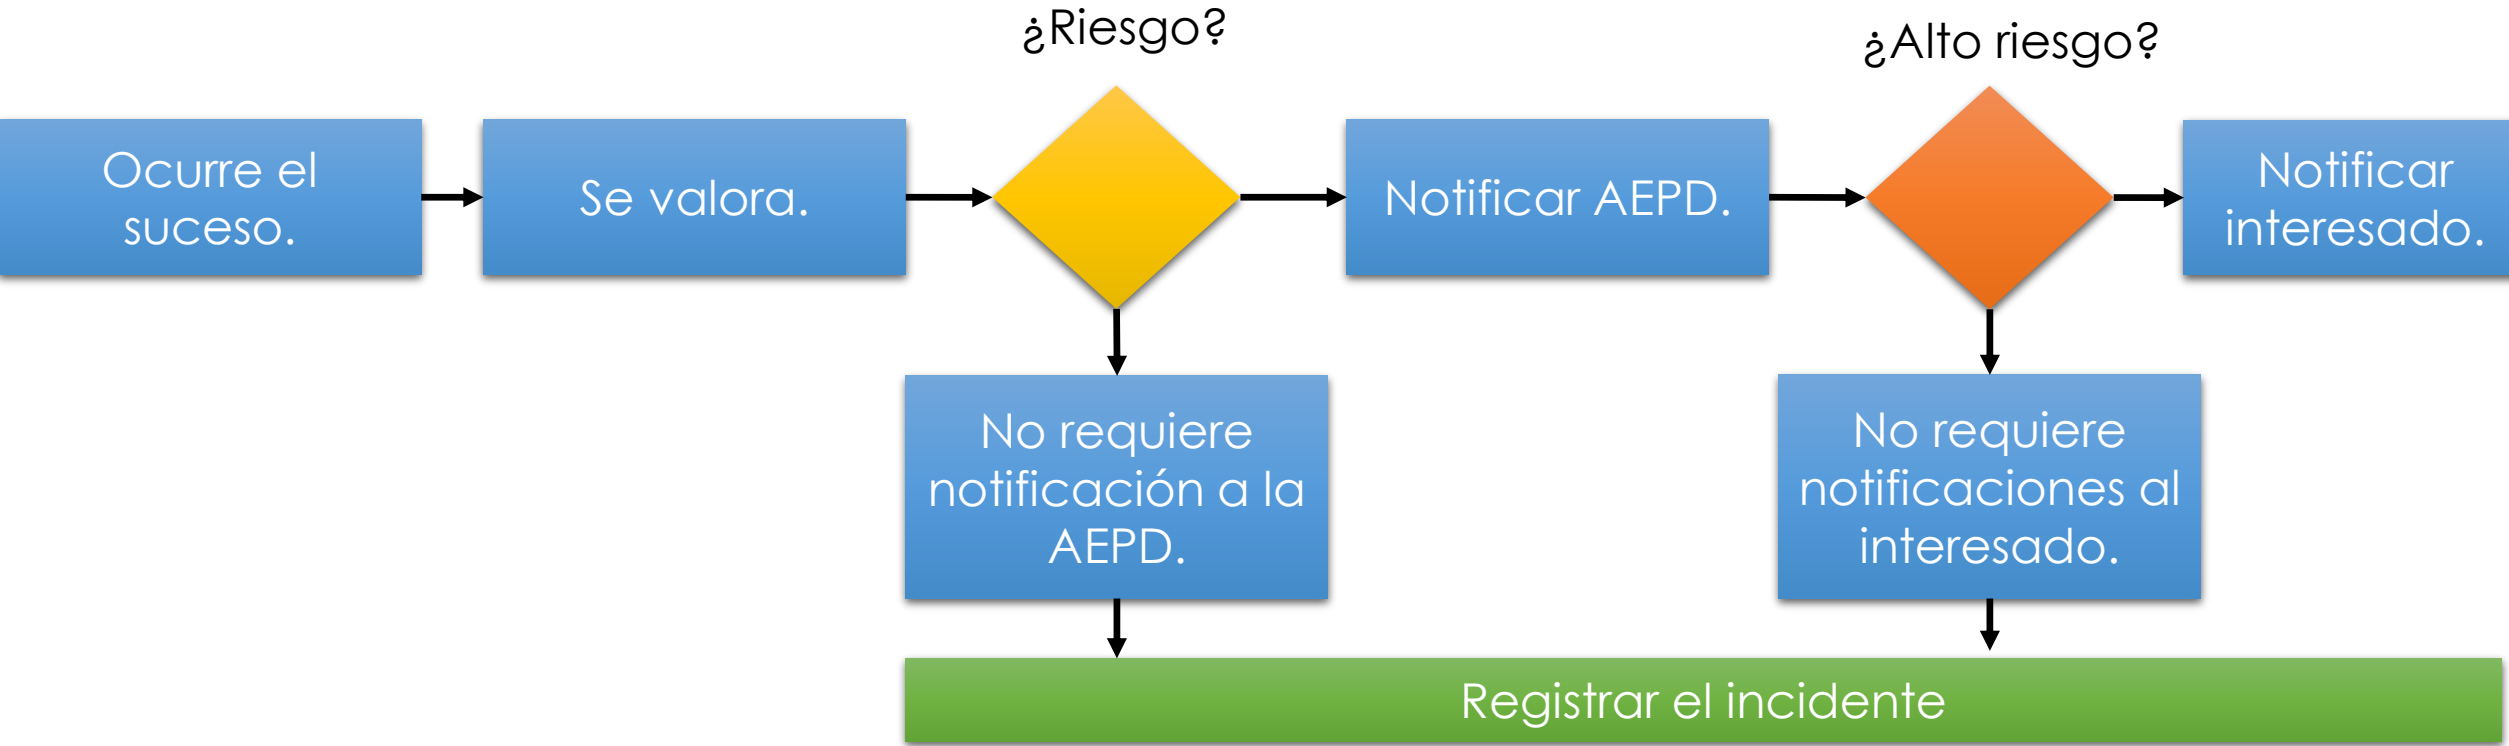 ¿Riesgo?
¿Alto riesgo?
Ocurre el
suceso.
Se valora.
Notificar AEPD.
Notificar
interesado.
No requiere
notificación a la
AEPD.
No requiere
notificaciones al
interesado.
Registrar el incidente